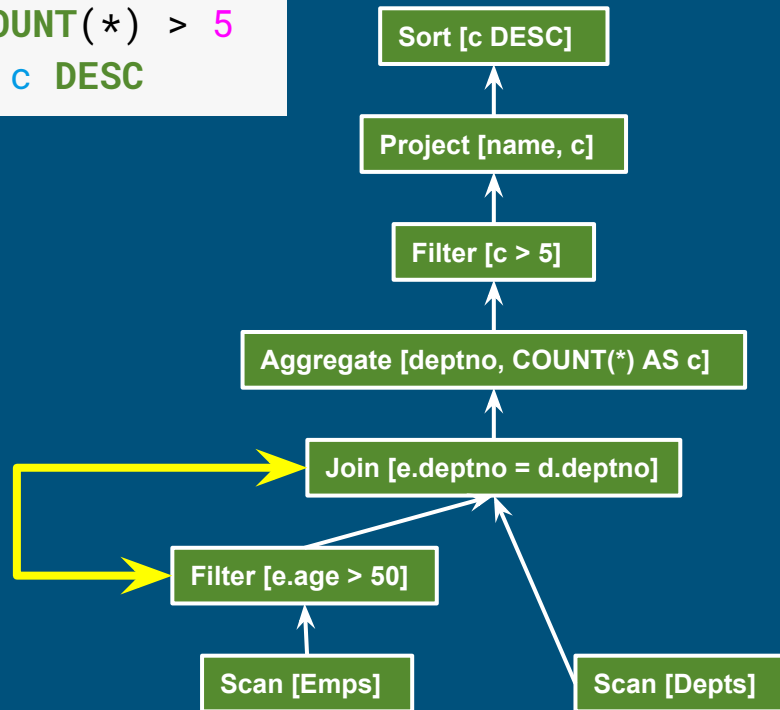 COUNT(*) > 5
c DESC
Sort [c DESC]
Project [name, c]
Filter [c > 5]
Aggregate [deptno, COUNT(*) AS c]
Join [e.deptno = d.deptno]
Filter [e.age > 50]
Scan [Emps]
Scan [Depts]